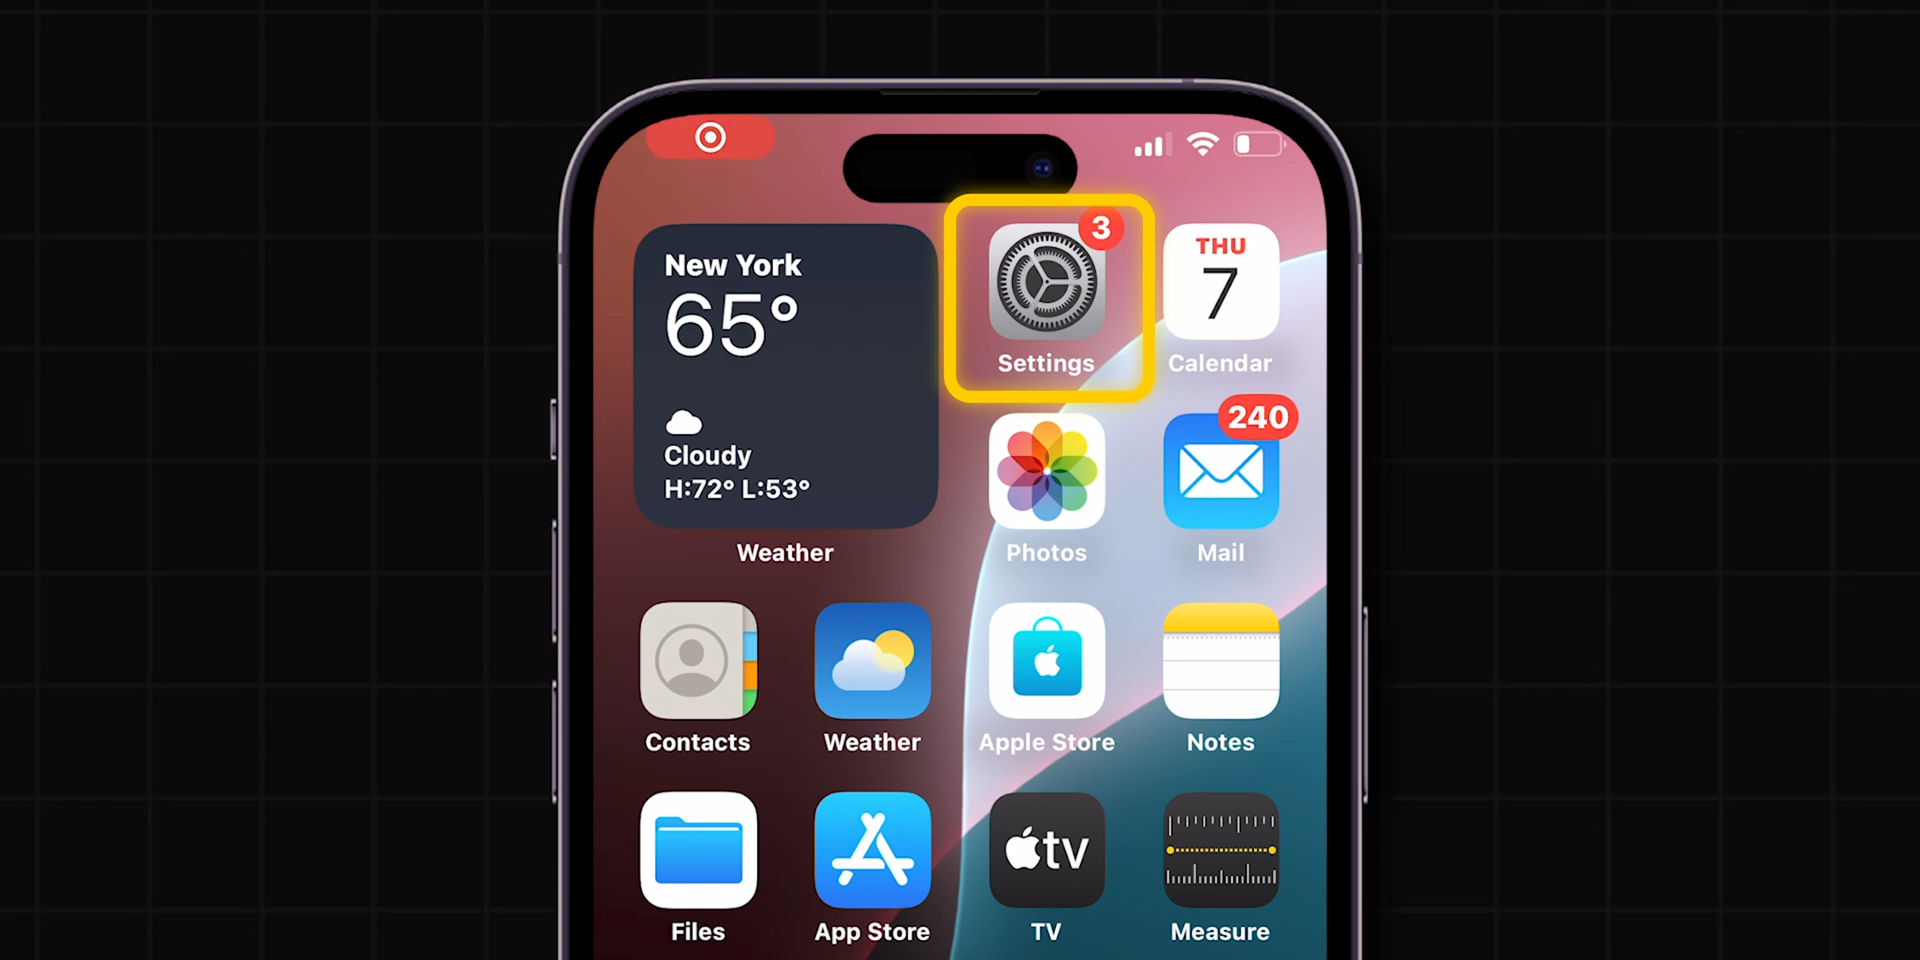 New York
65°
Cloudy
H:72° L:53°
Weather
3
Settings
THU
7
Calendar
Photos
240
Mail
Contacts
Weather
Apple Store
Notes
Files
App Store
tv
TV
Measure